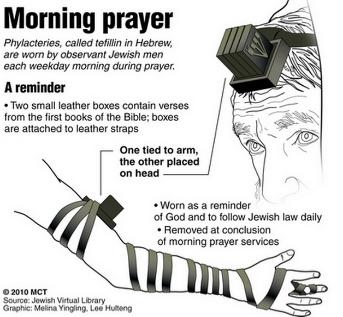 Morning prayer
Phylacteries, called tefillin in Hebrew,
are worn by observant Jewish men
each weekday morning during prayer.
A reminder
• Two small leather boxes contain verses
from the first books of the Bible; boxes
are attached to leather straps
One tied to arm,
the other placed
on head
• Worn as a reminder
of God and to follow Jewish law daily
• Removed at conclusion
of morning prayer services
© 2010 MCT
Source: Jewish Virtual Library
Graphic: Melina Yingling, Lee Hulteng